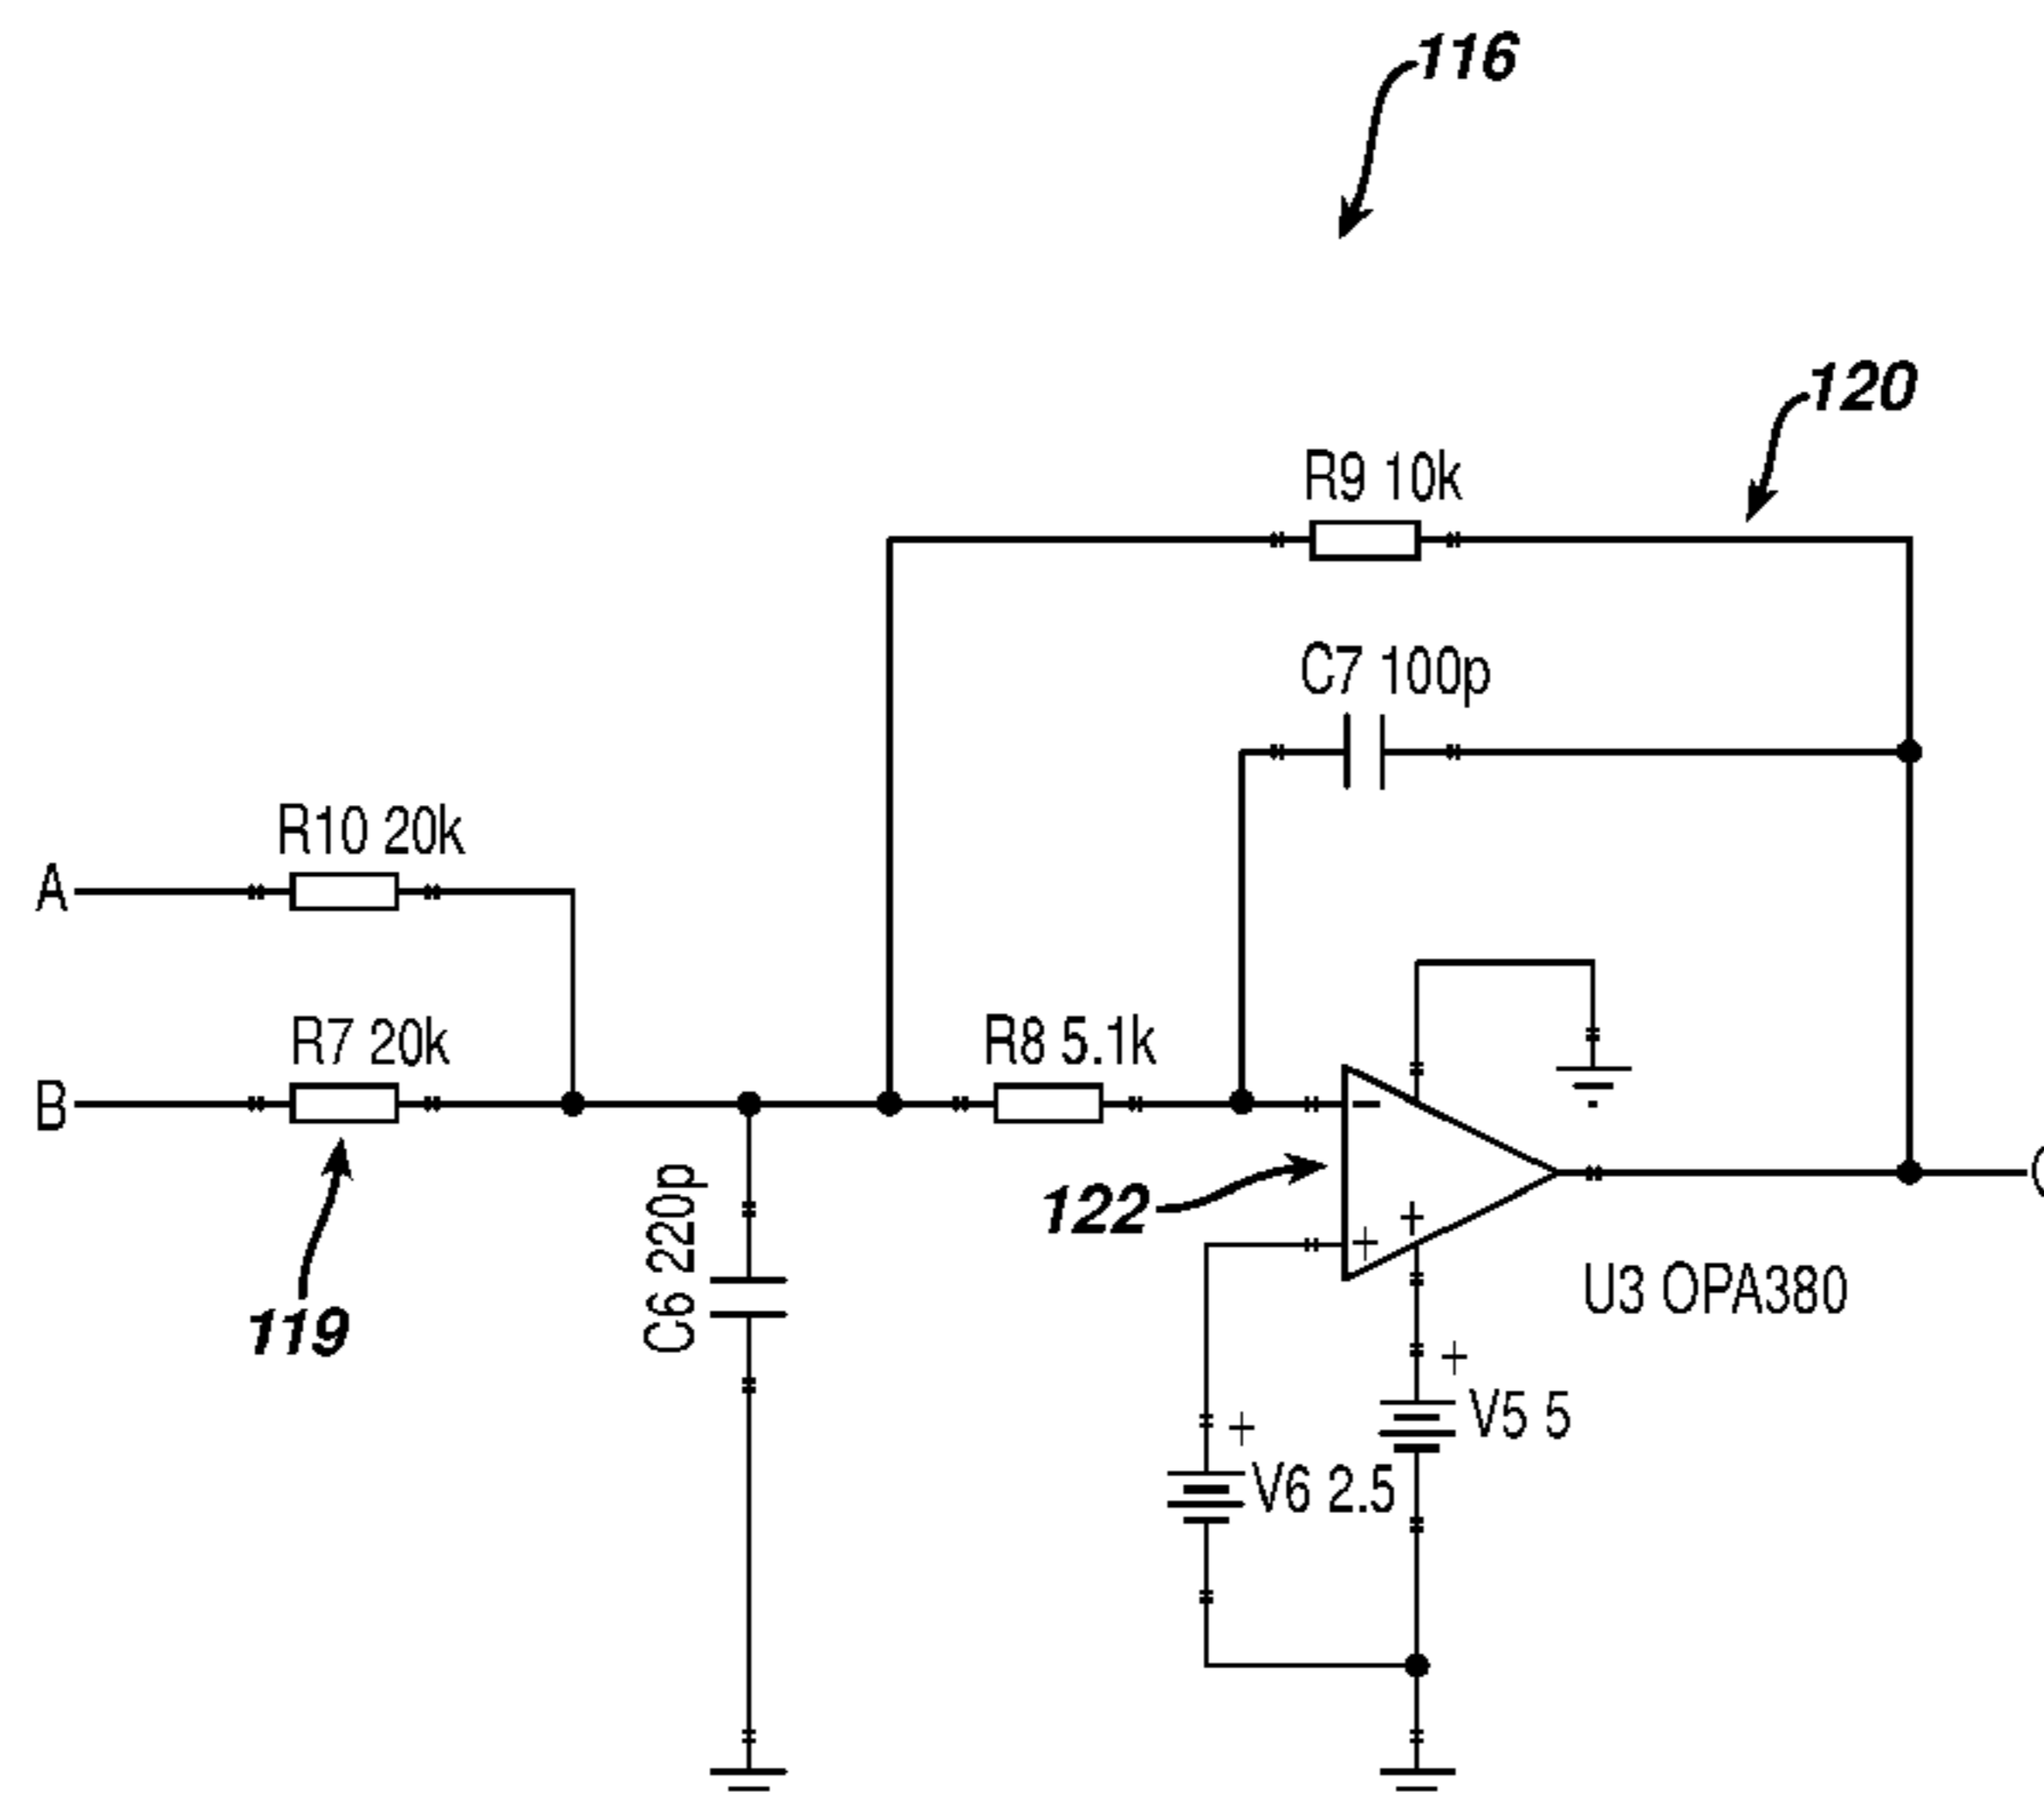 116
120
R9 10k
C7 100p
R10 20k
A
R7 20k
B
R8 5.1k
-
122
+
+
U3 OPA380
C6 220p
119
+
V5 5
+
V6 2.5